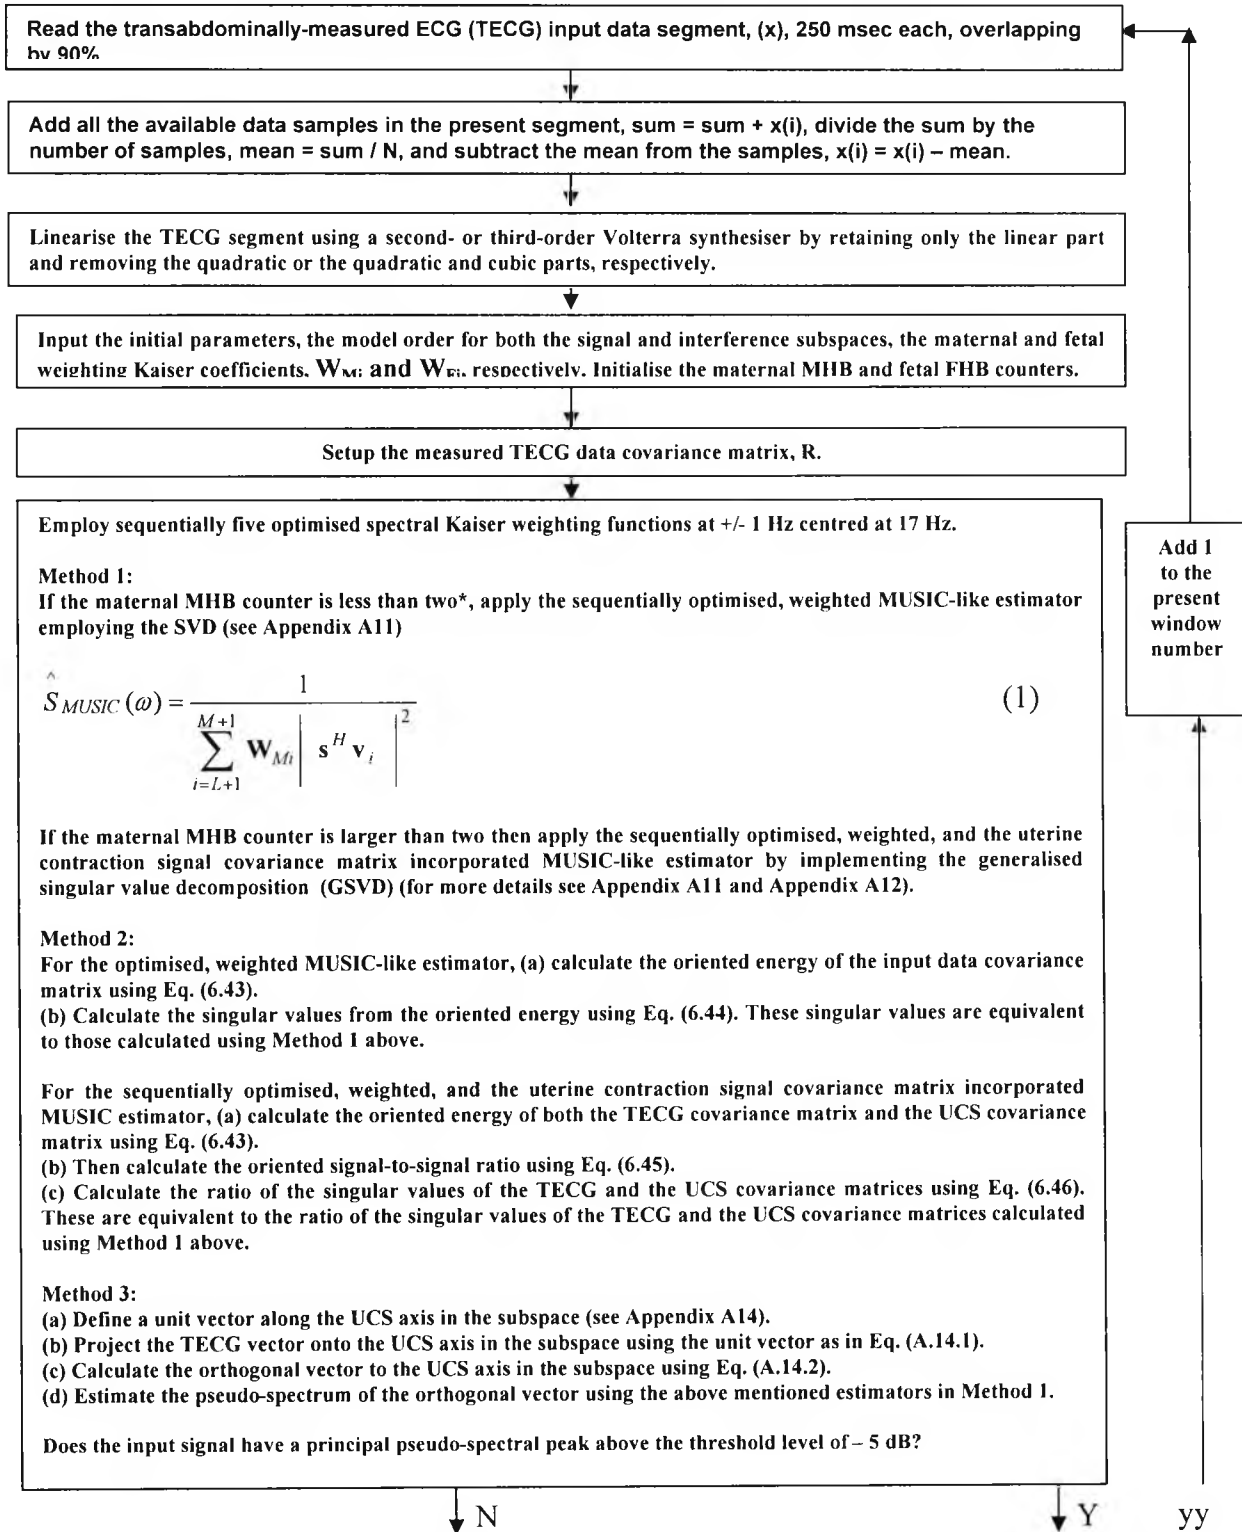 Read the transabdominally-measured ECG (TECG) input data segment, (x), 250 msec each, overlapping
by 90%
Add all the available data samples in the present segment, sum = sum + x(i), divide the sum by the
number of samples, mean = sum / N, and subtract the mean from the samples, x(i) = x(i) – mean.
Linearise the TECG segment using a second- or third-order Volterra synthesiser by retaining only the linear part
and removing the quadratic or the quadratic and cubic parts, respectively.
Input the initial parameters, the model order for both the signal and interference subspaces, the maternal and fetal
weighting Kaiser coefficients, W_Mi and W_Fi, respectively. Initialise the maternal MHB and fetal FHB counters.
Setup the measured TECG data covariance matrix, R.
Employ sequentially five optimised spectral Kaiser weighting functions at +/- 1 Hz centred at 17 Hz.
Method 1:
If the maternal MHB counter is less than two*, apply the sequentially optimised, weighted MUSIC-like estimator
employing the SVD (see Appendix A11)
Ŝ_MUSIC(ω) = 1 / ∑_{i=L+1}^{M+1} W_Mi | s^H v_i |^2 (1)
If the maternal MHB counter is larger than two then apply the sequentially optimised, weighted, and the uterine
contraction signal covariance matrix incorporated MUSIC-like estimator by implementing the generalised
singular value decomposition (GSVD) (for more details see Appendix A11 and Appendix A12).
Method 2:
For the optimised, weighted MUSIC-like estimator, (a) calculate the oriented energy of the input data covariance
matrix using Eq. (6.43).
(b) Calculate the singular values from the oriented energy using Eq. (6.44). These singular values are equivalent
to those calculated using Method 1 above.
For the sequentially optimised, weighted, and the uterine contraction signal covariance matrix incorporated
MUSIC estimator, (a) calculate the oriented energy of both the TECG covariance matrix and the UCS covariance
matrix using Eq. (6.43).
(b) Then calculate the oriented signal-to-signal ratio using Eq. (6.45).
(c) Calculate the ratio of the singular values of the TECG and the UCS covariance matrices using Eq. (6.46).
These are equivalent to the ratio of the singular values of the TECG and the UCS covariance matrices calculated
using Method 1 above.
Method 3:
(a) Define a unit vector along the UCS axis in the subspace (see Appendix A14).
(b) Project the TECG vector onto the UCS axis in the subspace using the unit vector as in Eq. (A.14.1).
(c) Calculate the orthogonal vector to the UCS axis in the subspace using Eq. (A.14.2).
(d) Estimate the pseudo-spectrum of the orthogonal vector using the above mentioned estimators in Method 1.
Does the input signal have a principal pseudo-spectral peak above the threshold level of – 5 dB?
Add 1
to the
present
window
number
N
Y
yy